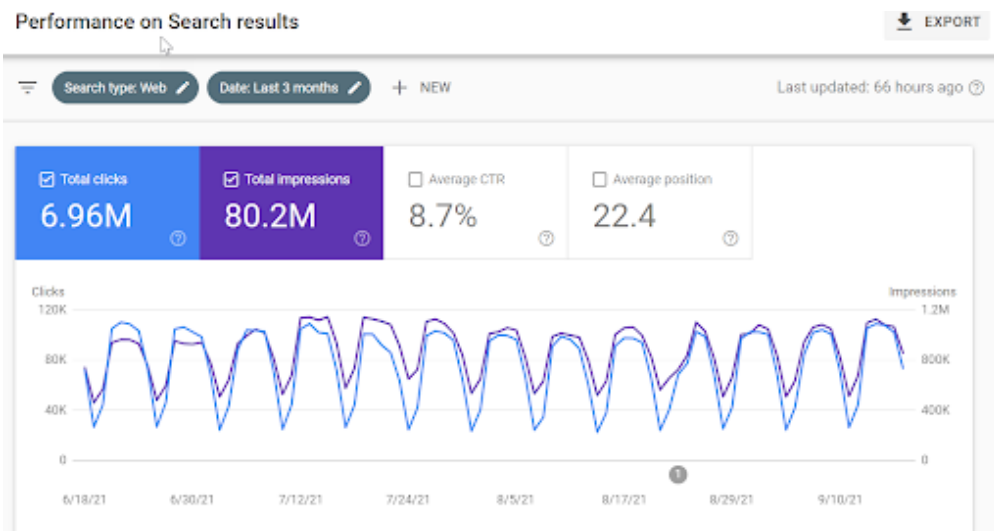 Performance on Search results
EXPORT
Search type: Web
Date: Last 3 months
+ NEW
Last updated: 66 hours ago
Total clicks
6.96M
Total impressions
80.2M
Average CTR
8.7%
Average position
22.4
Clicks
Impressions
120K
1.2M
80K
800K
40K
400K
0
0
1
6/18/21 6/30/21 7/12/21 7/24/21 8/5/21 8/17/21 8/29/21 9/10/21